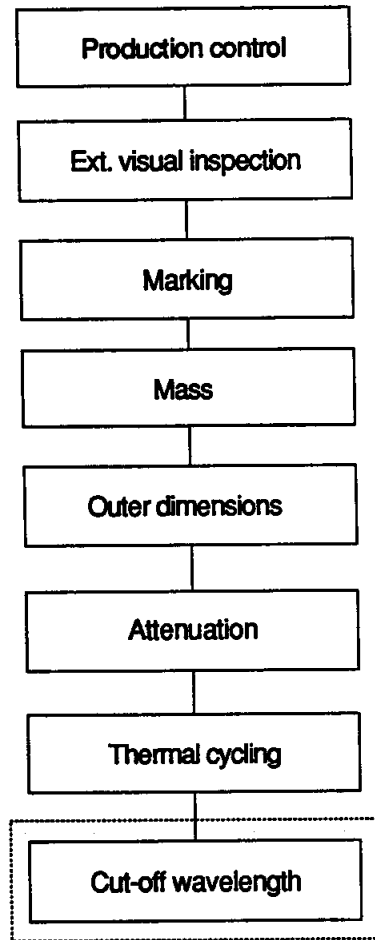 Production control
Ext. visual inspection
Marking
Mass
Outer dimensions
Attenuation
Thermal cycling
Cut-off wavelength